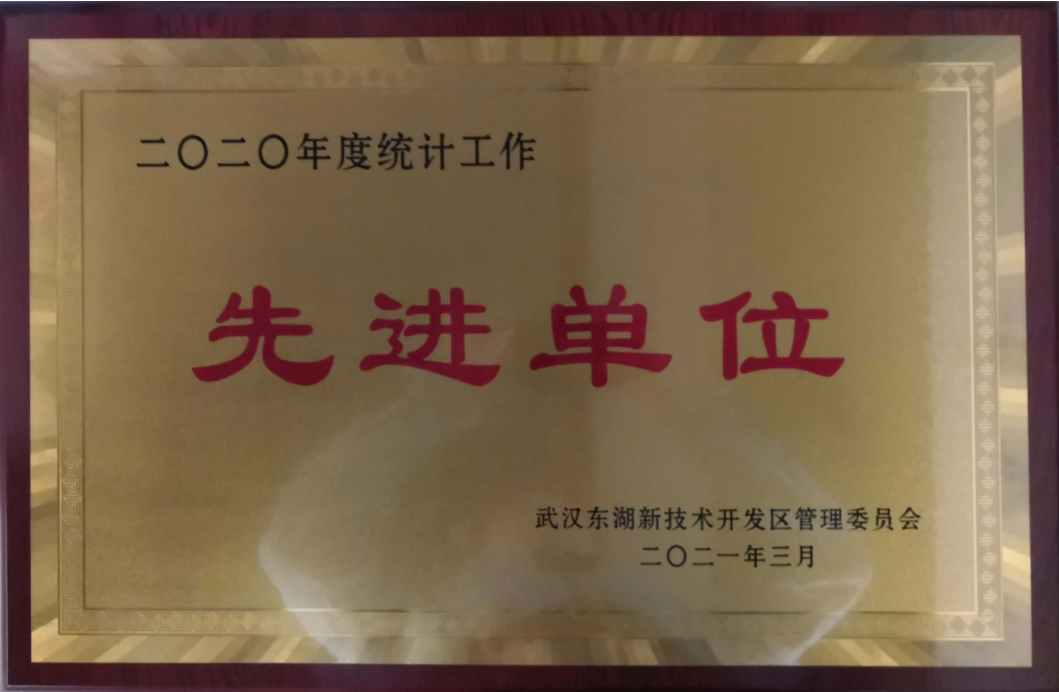 二〇二〇年度统计工作
先进单位
武汉东湖新技术开发区管理委员会
二〇二一年三月